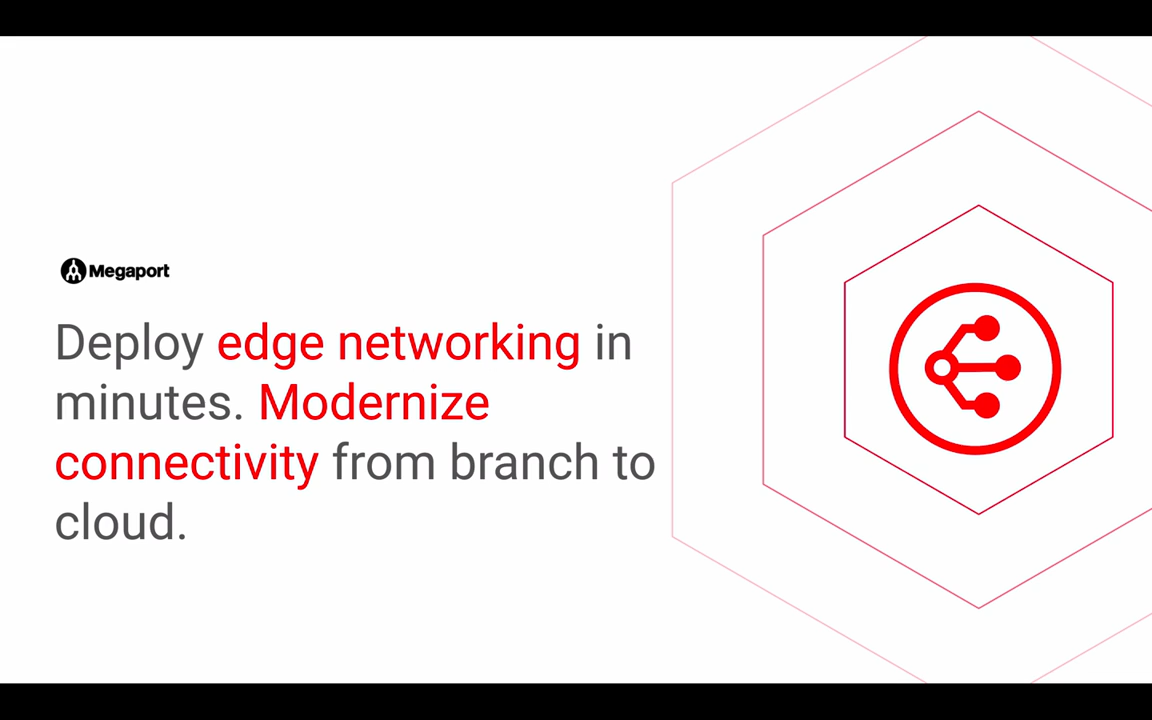 Megaport
Deploy edge networking in
minutes. Modernize
connectivity from branch to
cloud.